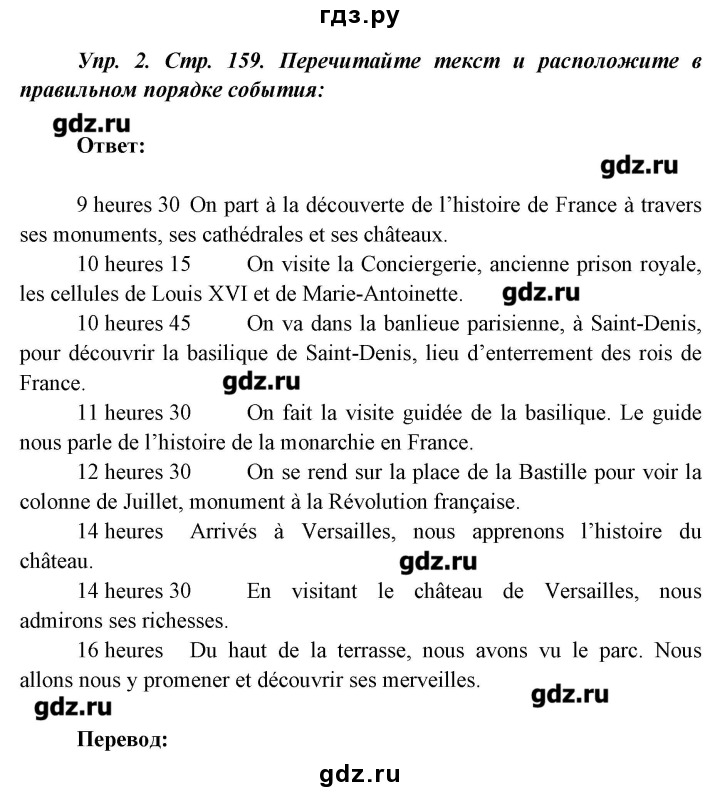 гдз.ру
Упр. 2. Стр. 159. Перечитайте текст и расположите в
правильном порядке события:
gdz.ru
Ответ:
gdz.ru
9 heures 30 On part à la découverte de l’histoire de France à travers
ses monuments, ses cathédrales et ses châteaux.
10 heures 15 On visite la Conciergerie, ancienne prison royale,
les cellules de Louis XVI et de Marie-Antoinette. gdz.ru
10 heures 45 On va dans la banlieue parisienne, à Saint-Denis,
pour découvrir la basilique de Saint-Denis, lieu d’enterrement des rois de
France. gdz.ru
11 heures 30 On fait la visite guidée de la basilique. Le guide
nous parle de l’histoire de la monarchie en France.
12 heures 30 On se rend sur la place de la Bastille pour voir la
colonne de Juillet, monument à la Révolution française.
14 heures Arrivés à Versailles, nous apprenons l’histoire du
château. gdz.ru
14 heures 30 En visitant le château de Versailles, nous
admirons ses richesses.
16 heures Du haut de la terrasse, nous avons vu le parc. Nous
allons nous y promener et découvrir ses merveilles. gdz.ru
gdz.ru
Перевод:
gdz.ru